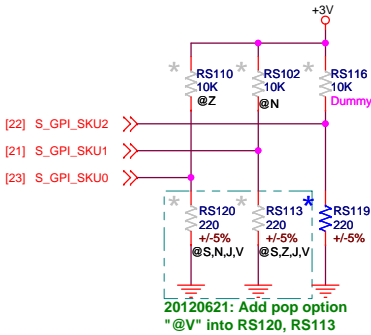 +3V
* RS110
10K
@Z
* RS102
10K
@N
* RS116
10K
Dummy
[22] S_GPI_SKU2
[21] S_GPI_SKU1
[23] S_GPI_SKU0
* RS120
220
+/-5%
@S,N,J,V
* RS113
220
+/-5%
@S,Z,J,V
* RS119
220
+/-5%
20120621: Add pop option
"@V" into RS120, RS113